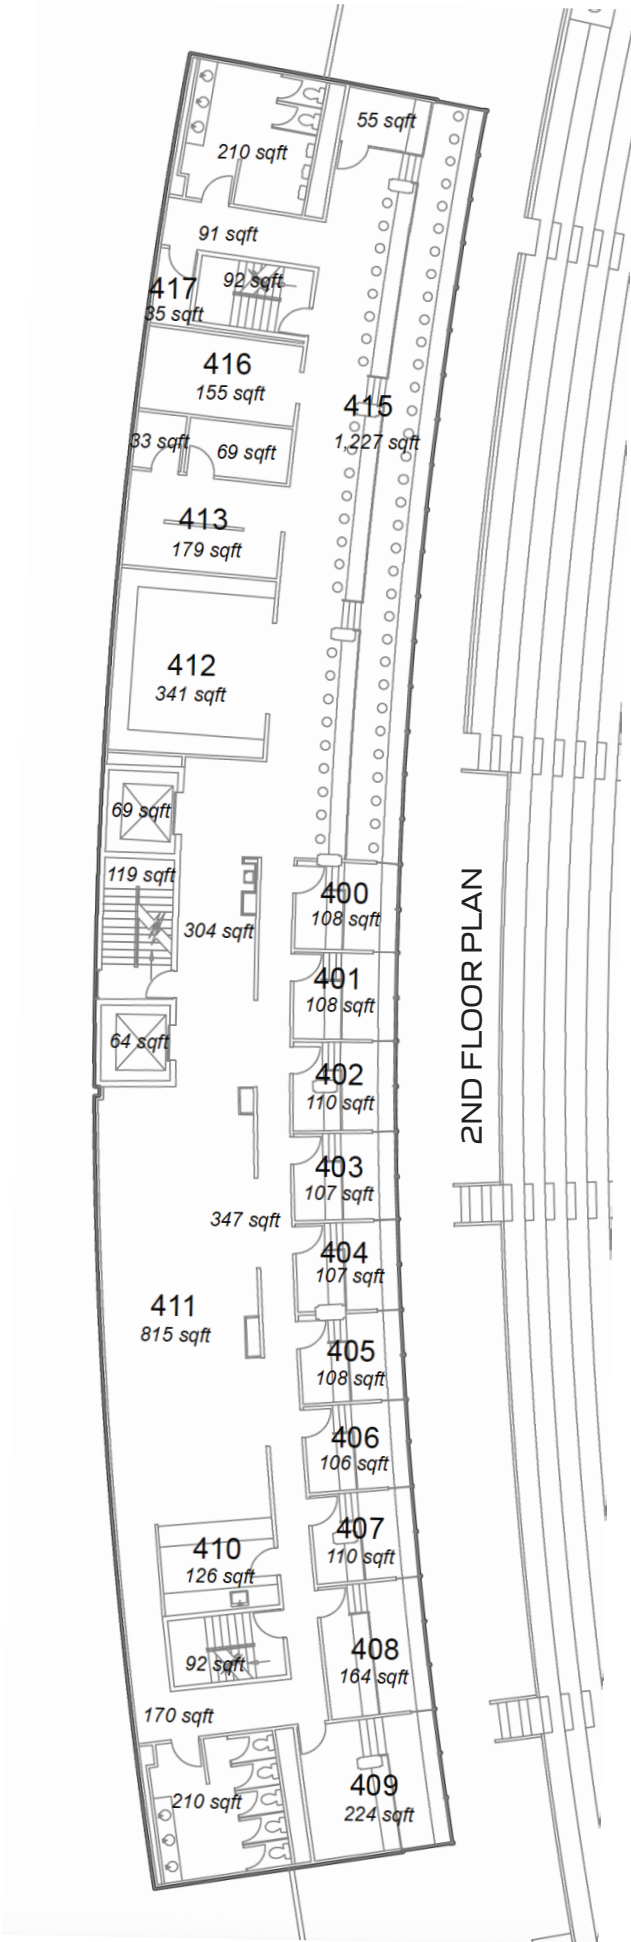 55 sqft
210 sqft
91 sqft
92 sqft
417
35 sqft
416
155 sqft
415
1,227 sqft
33 sqft
69 sqft
413
179 sqft
412
341 sqft
69 sqft
119 sqft
304 sqft
64 sqft
400
108 sqft
401
108 sqft
402
110 sqft
403
107 sqft
347 sqft
404
107 sqft
411
815 sqft
405
108 sqft
406
106 sqft
407
110 sqft
410
126 sqft
408
164 sqft
92 sqft
170 sqft
409
224 sqft
210 sqft
2ND FLOOR PLAN